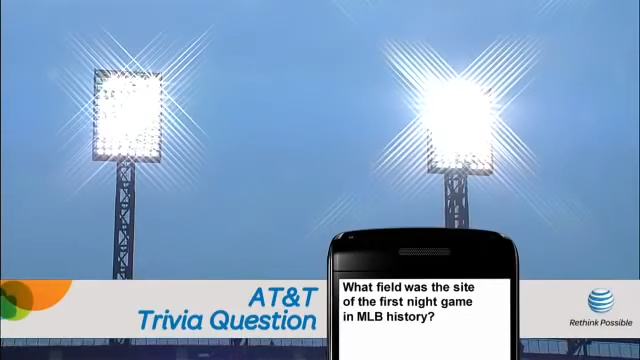 AT&T
Trivia Question
What field was the site
of the first night game
in MLB history?
Rethink Possible